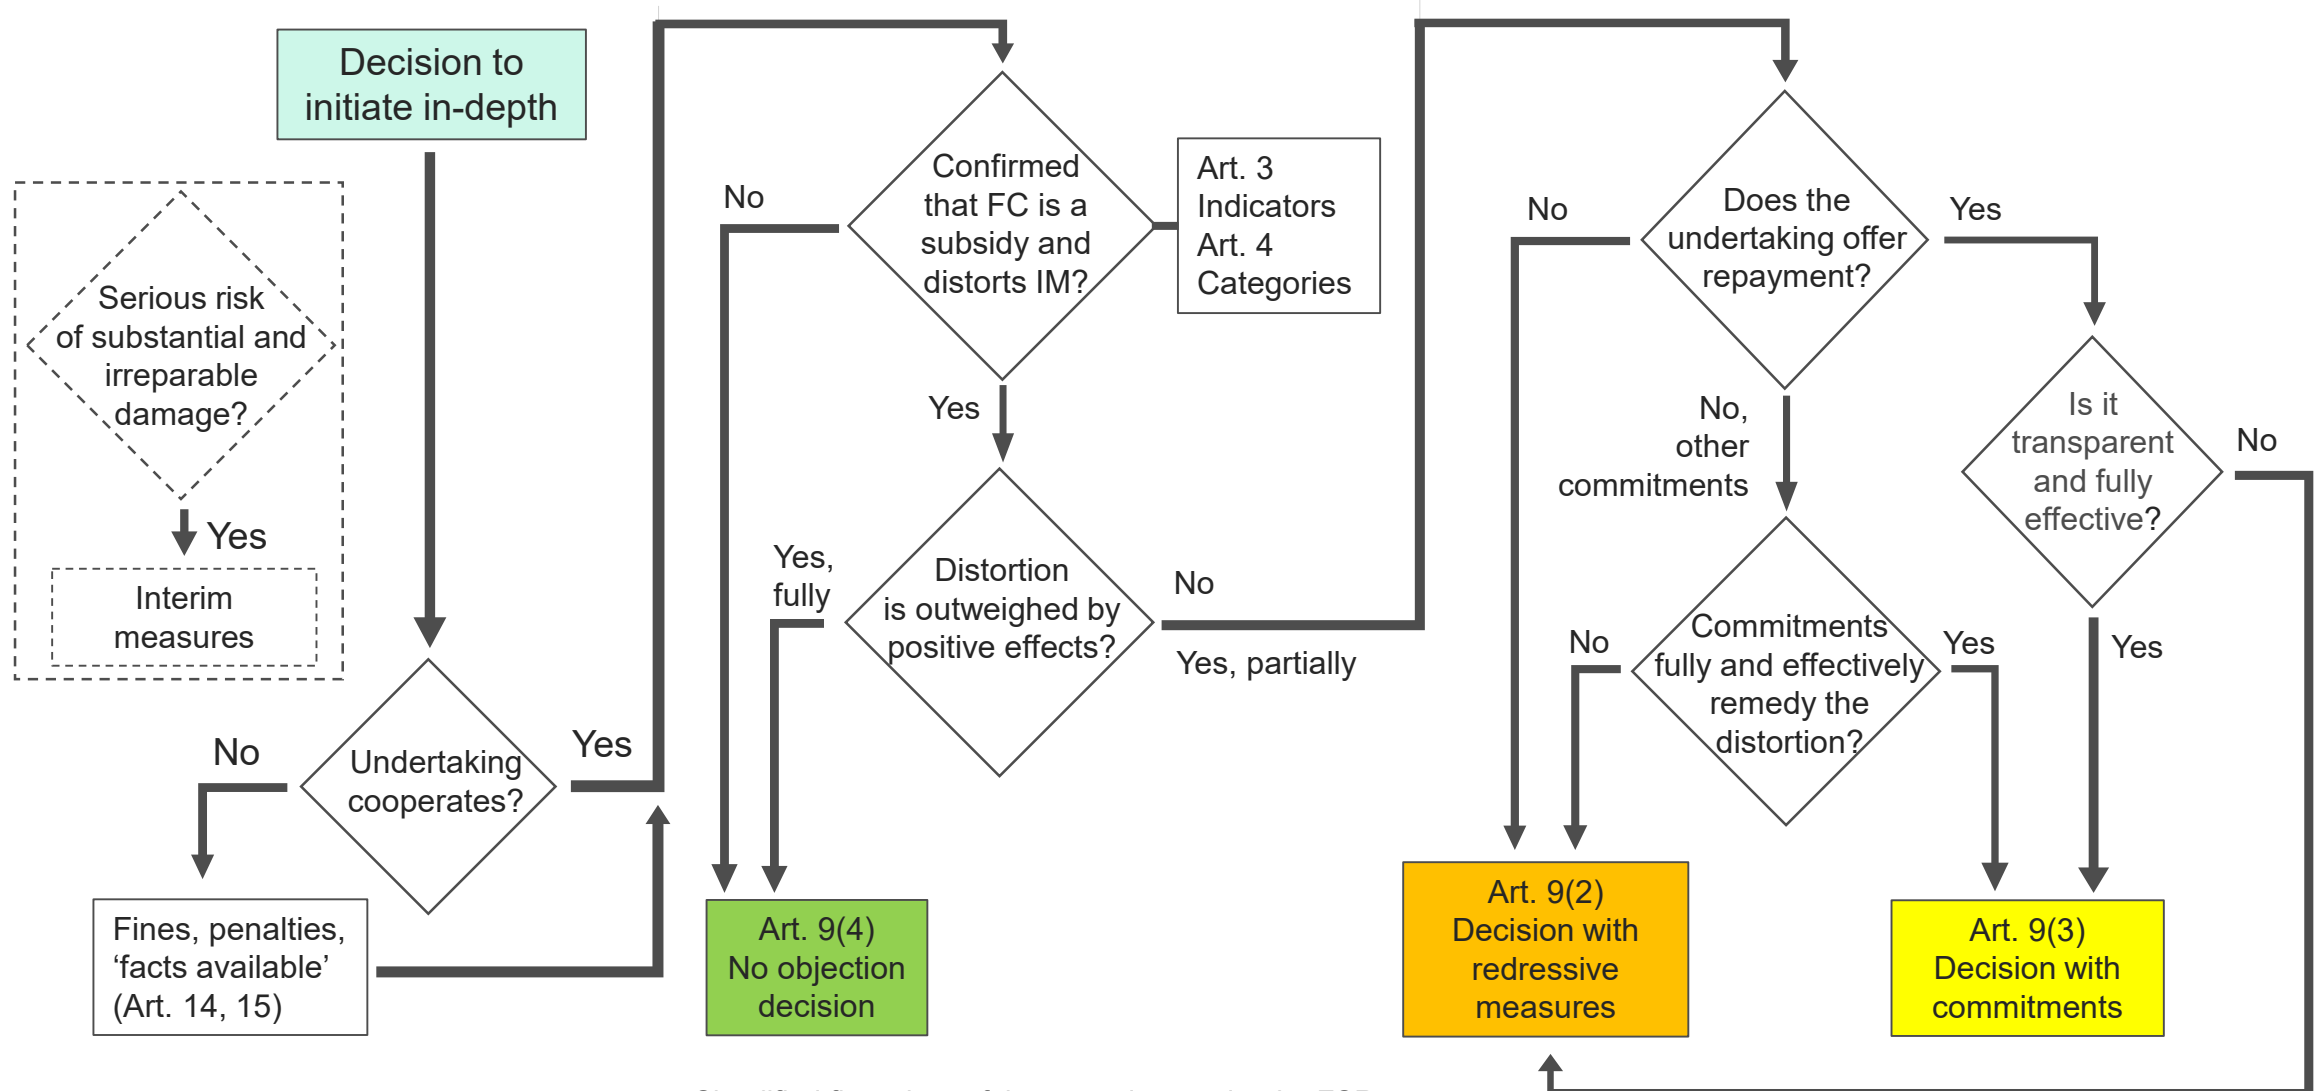 Decision to
initiate in-depth
Serious risk
of substantial and
irreparable
damage?
Yes
Interim
measures
Undertaking
cooperates?
No
Yes
Fines, penalties,
‘facts available’
(Art. 14, 15)
Confirmed
that FC is a
subsidy and
distorts IM?
Art. 3
Indicators
Art. 4
Categories
No
Yes
Distortion
is outweighed by
positive effects?
Yes,
fully
No
Yes, partially
Art. 9(4)
No objection
decision
Does the
undertaking offer
repayment?
No
Yes
No,
other
commitments
Is it
transparent
and fully
effective?
No
Yes
Commitments
fully and effectively
remedy the
distortion?
No
Yes
Art. 9(2)
Decision with
redressive
measures
Art. 9(3)
Decision with
commitments